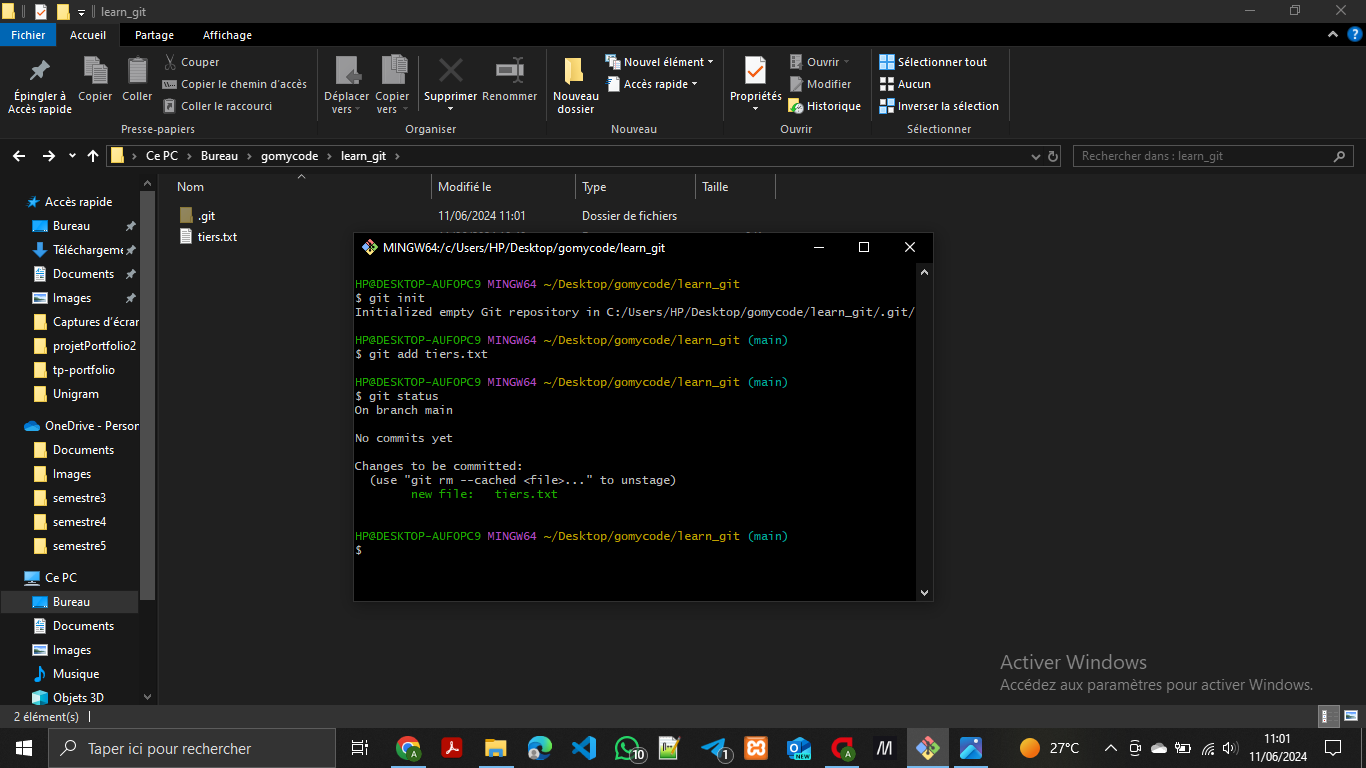 learn_git
Fichier Accueil Partage Affichage
Épingler à Accès rapide
Copier
Coller
Couper
Copier le chemin d'accès
Coller le raccourci
Presse-papiers
Déplacer vers
Copier vers
Supprimer
Renommer
Organiser
Nouveau dossier
Nouvel élément
Accès rapide
Nouveau
Propriétés
Ouvrir
Modifier
Historique
Ouvrir
Sélectionner tout
Aucun
Inverser la sélection
Sélectionner
Ce PC > Bureau > gomycode > learn_git >
Rechercher dans : learn_git
Nom Modifié le Type Taille
.git 11/06/2024 11:01 Dossier de fichiers
tiers.txt
Accès rapide
Bureau
Téléchargeme
Documents
Images
Captures d'écrar
projetPortfolio2
tp-portfolio
Unigram
OneDrive - Person
Documents
Images
semestre3
semestre4
semestre5
Ce PC
Bureau
Documents
Images
Musique
Objets 3D
2 élément(s)
MINGW64:/c/Users/HP/Desktop/gomycode/learn_git
HP@DESKTOP-AUFOPC9 MINGW64 ~/Desktop/gomycode/learn_git
$ git init
Initialized empty Git repository in C:/Users/HP/Desktop/gomycode/learn_git/.git/
HP@DESKTOP-AUFOPC9 MINGW64 ~/Desktop/gomycode/learn_git (main)
$ git add tiers.txt
HP@DESKTOP-AUFOPC9 MINGW64 ~/Desktop/gomycode/learn_git (main)
$ git status
On branch main
No commits yet
Changes to be committed:
(use "git rm --cached <file>..." to unstage)
new file: tiers.txt
HP@DESKTOP-AUFOPC9 MINGW64 ~/Desktop/gomycode/learn_git (main)
$
Activer Windows
Accédez aux paramètres pour activer Windows.
Taper ici pour rechercher
10
1
NEW
27°C
11:01
11/06/2024